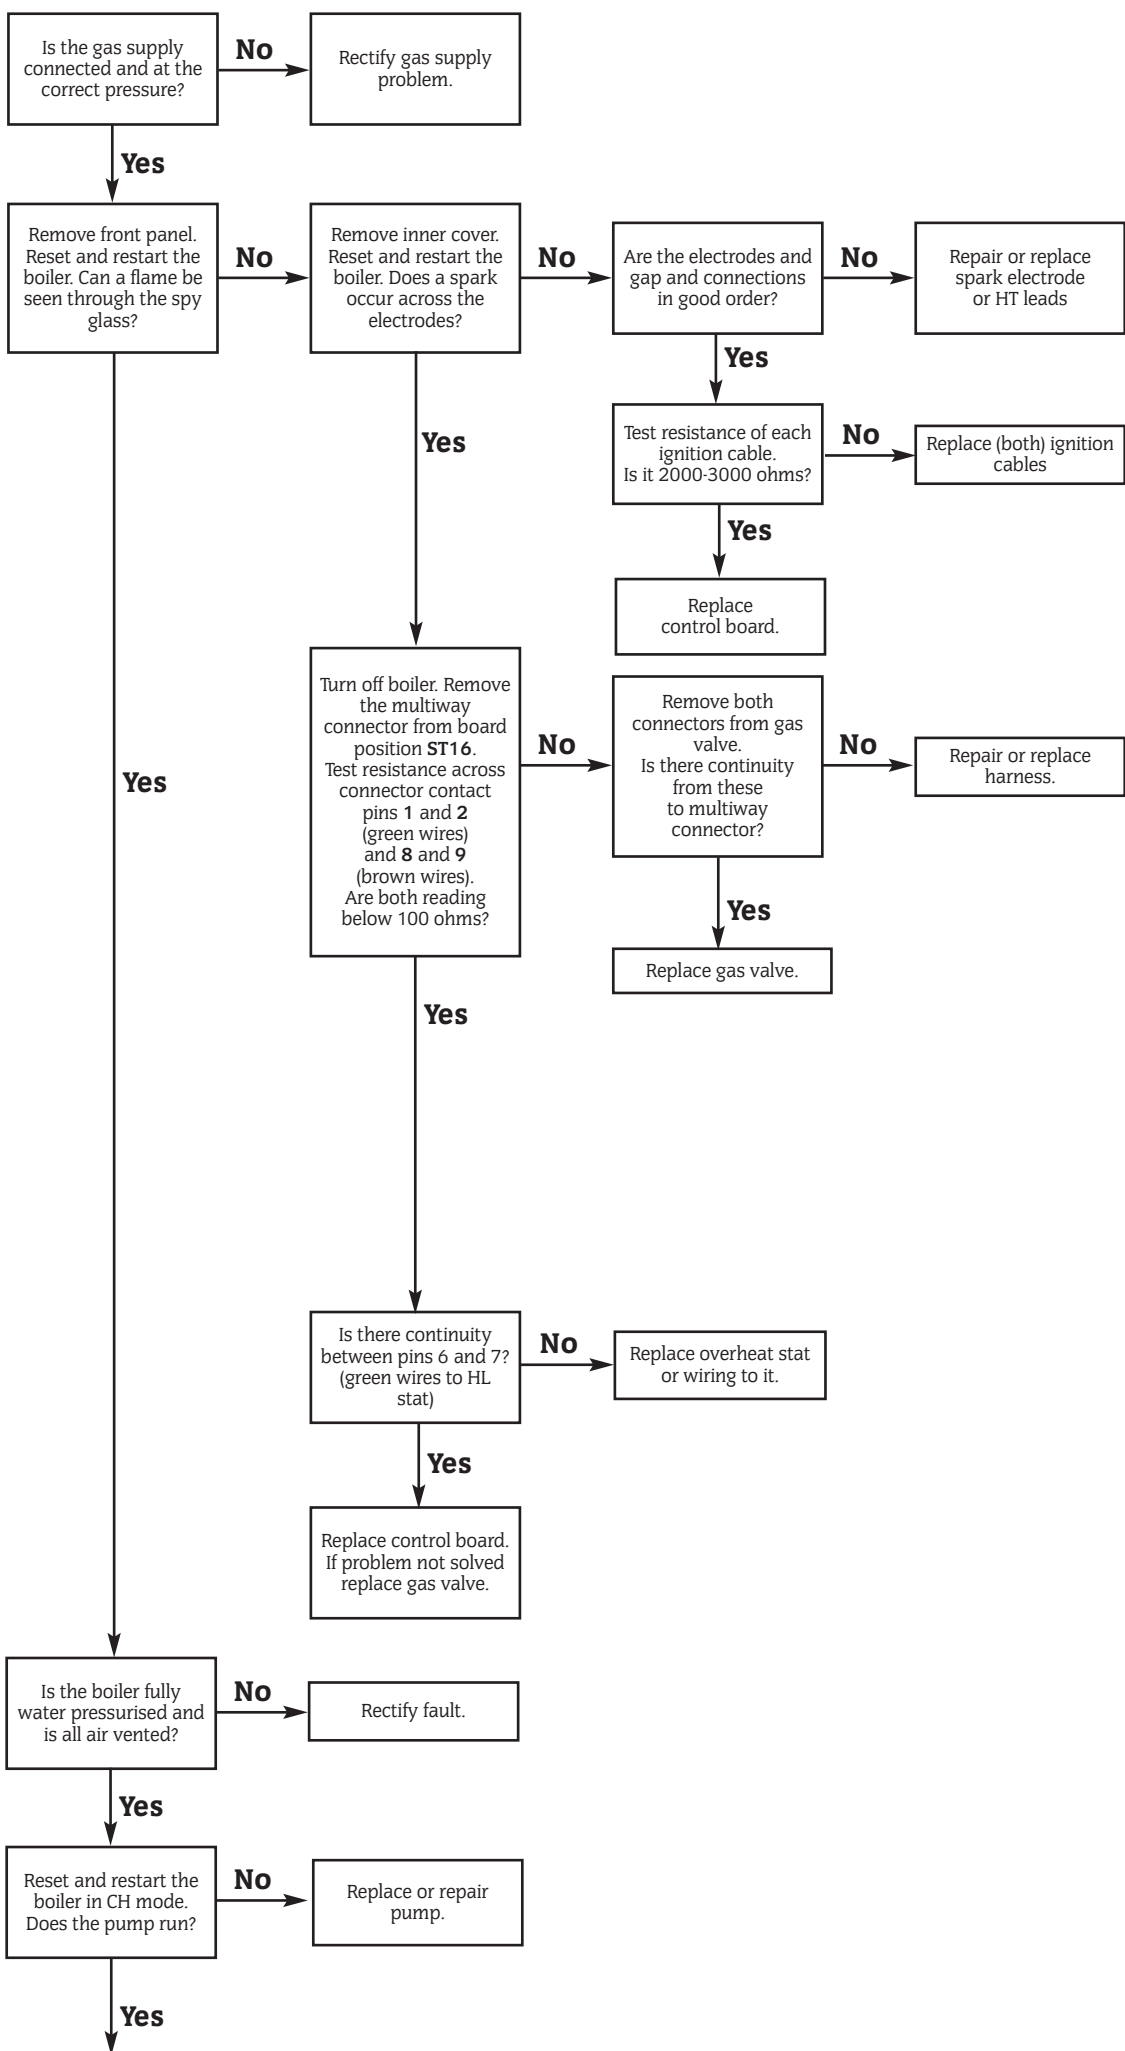 Is the gas supply
connected and at the
correct pressure?
No
Rectify gas supply
problem.
Yes
Remove front panel.
Reset and restart the
boiler. Can a flame be
seen through the spy
glass?
No
Remove inner cover.
Reset and restart the
boiler. Does a spark
occur across the
electrodes?
No
Are the electrodes and
gap and connections
in good order?
No
Repair or replace
spark electrode
or HT leads
Yes
Test resistance of each
ignition cable.
Is it 2000-3000 ohms?
No
Replace (both) ignition
cables
Yes
Replace
control board.
Yes
Turn off boiler. Remove
the multiway
connector from board
position ST16.
Test resistance across
connector contact
pins 1 and 2
(green wires)
and 8 and 9
(brown wires).
Are both reading
below 100 ohms?
No
Remove both
connectors from gas
valve.
Is there continuity
from these
to multiway
connector?
No
Repair or replace
harness.
Yes
Replace gas valve.
Yes
Is there continuity
between pins 6 and 7?
(green wires to HL
stat)
No
Replace overheat stat
or wiring to it.
Yes
Replace control board.
If problem not solved
replace gas valve.
Yes
Is the boiler fully
water pressurised and
is all air vented?
No
Rectify fault.
Yes
Reset and restart the
boiler in CH mode.
Does the pump run?
No
Replace or repair
pump.
Yes